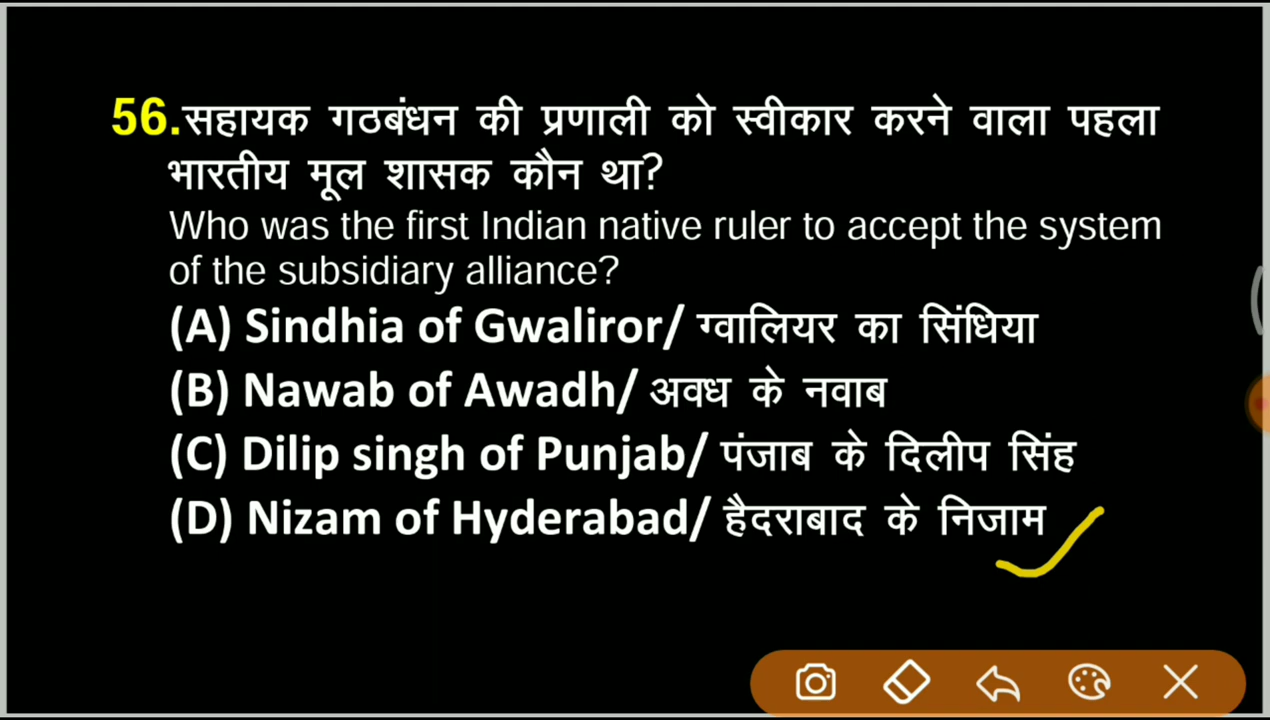 56.सहायक गठबंधन की प्रणाली को स्वीकार करने वाला पहला
भारतीय मूल शासक कौन था?
Who was the first Indian native ruler to accept the system
of the subsidiary alliance?
(A) Sindhia of Gwaliror/ ग्वालियर का सिंधिया
(B) Nawab of Awadh/ अवध के नवाब
(C) Dilip singh of Punjab/ पंजाब के दिलीप सिंह
(D) Nizam of Hyderabad/ हैदराबाद के निजाम